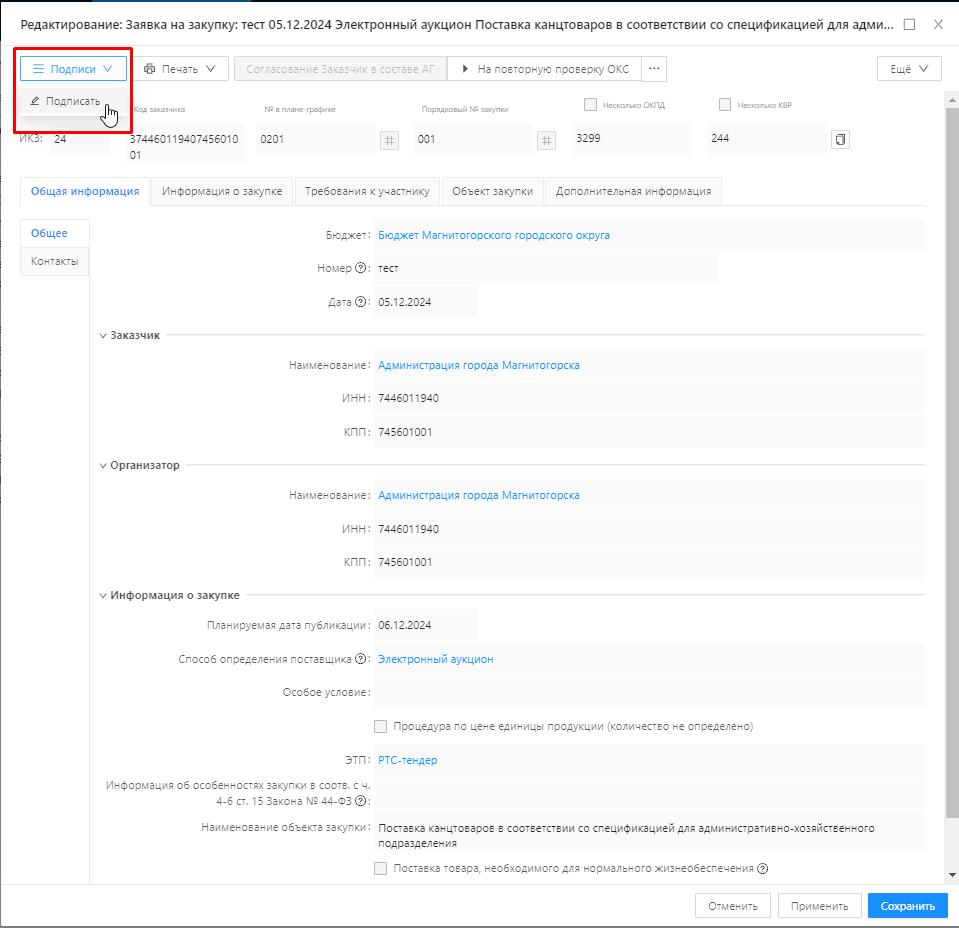 Редактирование: Заявка на закупку: тест 05.12.2024 Электронный аукцион Поставка канцтоваров в соответствии со спецификацией для адми...
Подписи Печать Согласование Заказчик в составе АГ На повторную проверку ОКС ... Ещё
Подписать
Код заказчика № в плане-графике Порядковый № закупки Несколько ОКПД Несколько КВР
ИКЗ: 24 374460119407456010 0201 001 3299 244
01
Общая информация Информация о закупке Требования к участнику Объект закупки Дополнительная информация
Общее
Контакты
Бюджет: Бюджет Магнитогорского городского округа
Номер: тест
Дата: 05.12.2024
Заказчик
Наименование: Администрация города Магнитогорска
ИНН: 7446011940
КПП: 745601001
Организатор
Наименование: Администрация города Магнитогорска
ИНН: 7446011940
КПП: 745601001
Информация о закупке
Планируемая дата публикации: 06.12.2024
Способ определения поставщика: Электронный аукцион
Особое условие:
Процедура по цене единицы продукции (количество не определено)
ЭТП: РТС-тендер
Информация об особенностях закупки в соотв. с ч.
4-6 ст. 15 Закона № 44-ФЗ:
Наименование объекта закупки: Поставка канцтоваров в соответствии со спецификацией для административно-хозяйственного
подразделения
Поставка товара, необходимого для нормального жизнеобеспечения
Отменить Применить Сохранить